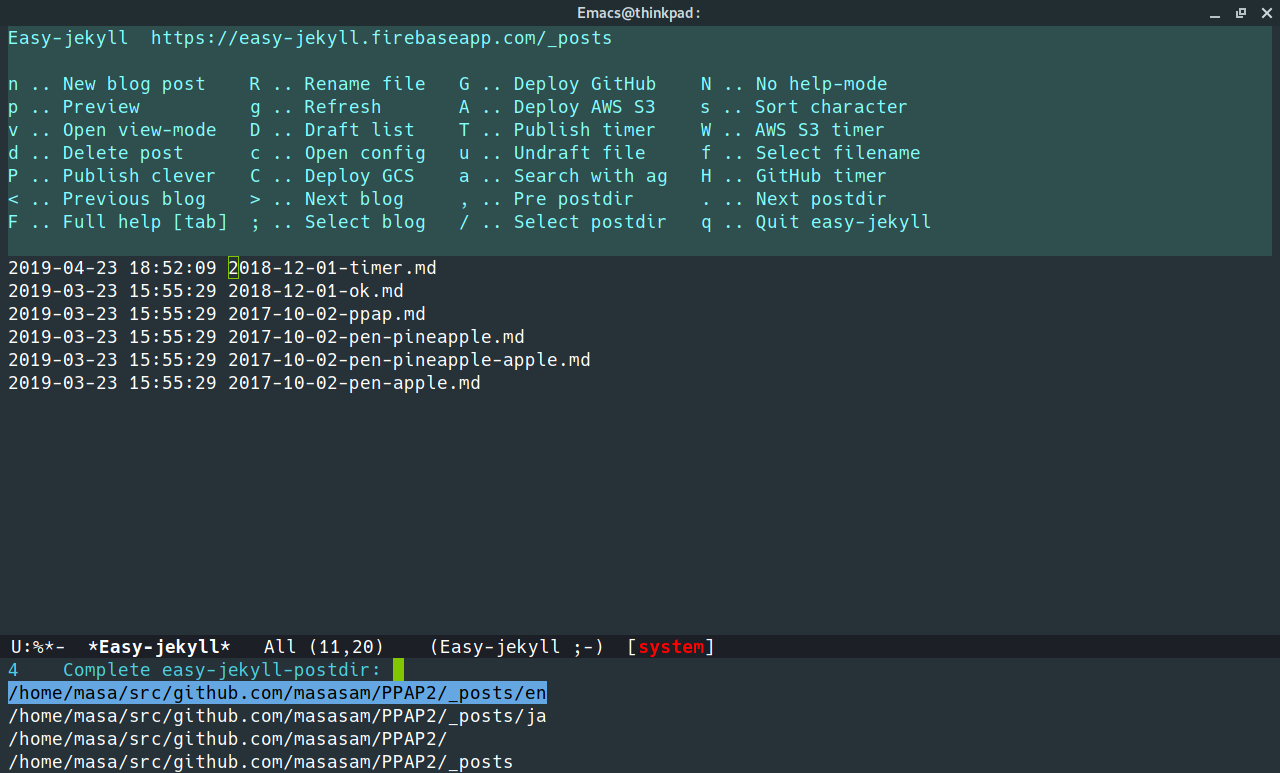 Emacs@thinkpad:
Easy-jekyll  https://easy-jekyll.firebaseapp.com/_posts
n .. New blog post    R .. Rename file   G .. Deploy GitHub    N .. No help-mode
p .. Preview          g .. Refresh       A .. Deploy AWS S3    s .. Sort character
v .. Open view-mode   D .. Draft list    T .. Publish timer    W .. AWS S3 timer
d .. Delete post      c .. Open config   u .. Undraft file     f .. Select filename
P .. Publish clever   C .. Deploy GCS    a .. Search with ag   H .. GitHub timer
< .. Previous blog    > .. Next blog     , .. Pre postdir      . .. Next postdir
F .. Full help [tab]  ; .. Select blog   / .. Select postdir   q .. Quit easy-jekyll
2019-04-23 18:52:09 2018-12-01-timer.md
2019-03-23 15:55:29 2018-12-01-ok.md
2019-03-23 15:55:29 2017-10-02-ppap.md
2019-03-23 15:55:29 2017-10-02-pen-pineapple.md
2019-03-23 15:55:29 2017-10-02-pen-pineapple-apple.md
2019-03-23 15:55:29 2017-10-02-pen-apple.md
U:%*-  *Easy-jekyll*   All (11,20)    (Easy-jekyll ;-)  [system]
4    Complete easy-jekyll-postdir:
/home/masa/src/github.com/masasam/PPAP2/_posts/en
/home/masa/src/github.com/masasam/PPAP2/_posts/ja
/home/masa/src/github.com/masasam/PPAP2/
/home/masa/src/github.com/masasam/PPAP2/_posts